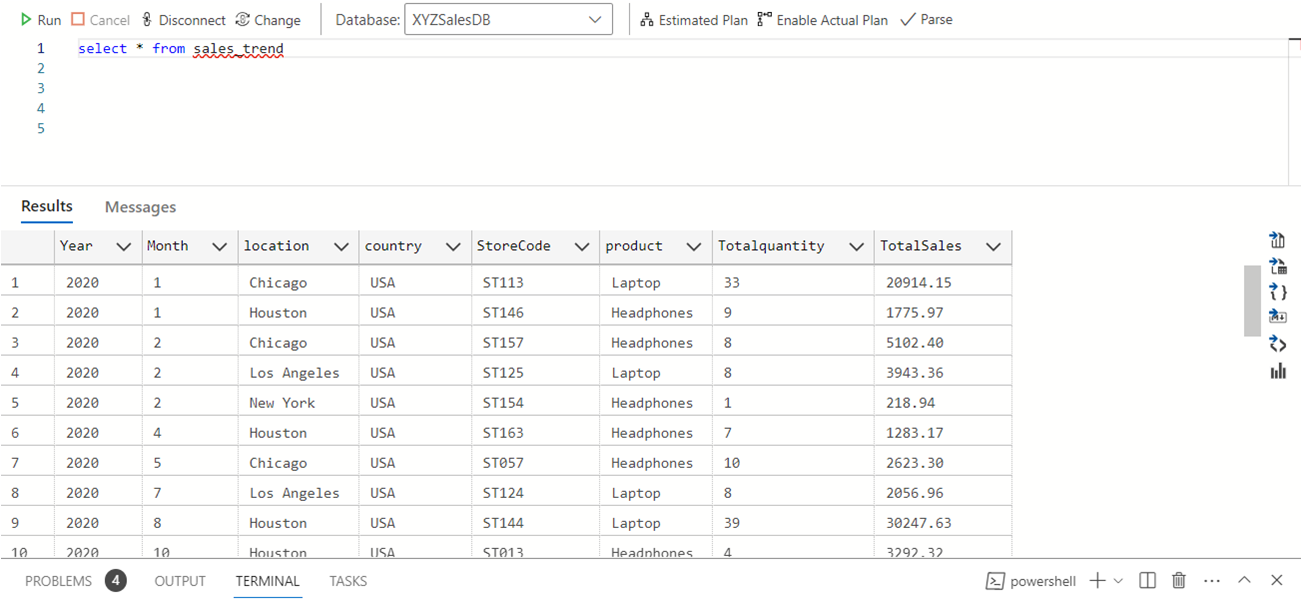 Run Cancel Disconnect Change Database: XYZSalesDB Estimated Plan Enable Actual Plan Parse
1 select * from sales_trend
2
3
4
5
Results Messages
Year Month location country StoreCode product Totalquantity TotalSales
1 2020 1 Chicago USA ST113 Laptop 33 20914.15
2 2020 1 Houston USA ST146 Headphones 9 1775.97
3 2020 2 Chicago USA ST157 Headphones 8 5102.40
4 2020 2 Los Angeles USA ST125 Laptop 8 3943.36
5 2020 2 New York USA ST154 Headphones 1 218.94
6 2020 4 Houston USA ST163 Headphones 7 1283.17
7 2020 5 Chicago USA ST057 Headphones 10 2623.30
8 2020 7 Los Angeles USA ST124 Laptop 8 2056.96
9 2020 8 Houston USA ST144 Laptop 39 30247.63
10 2020 10 Houston USA ST013 Headphones 4 3292.32
PROBLEMS 4 OUTPUT TERMINAL TASKS powershell